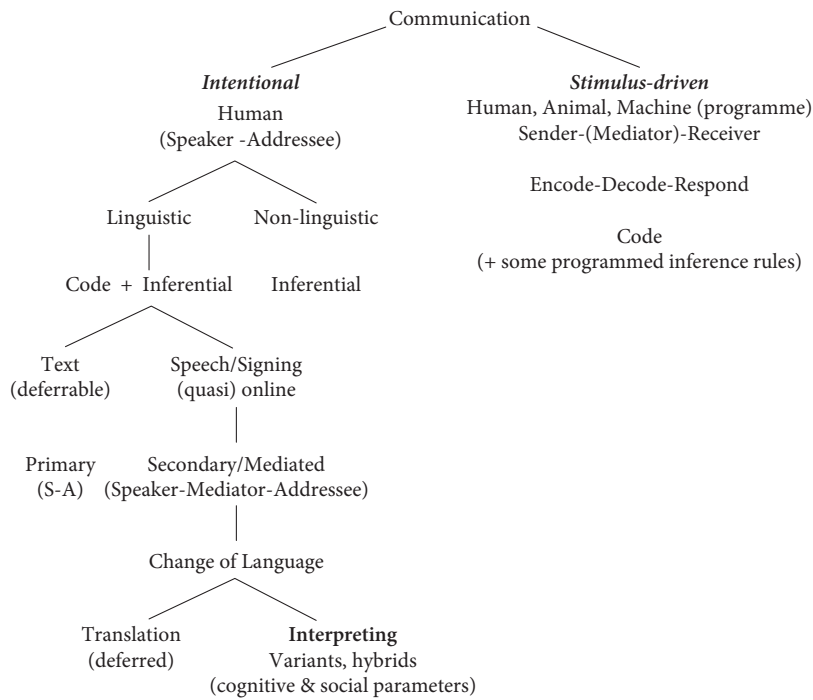 Communication
Intentional
Stimulus-driven
Human
(Speaker -Addressee)
Human, Animal, Machine (programme)
Sender-(Mediator)-Receiver
Encode-Decode-Respond
Linguistic
Non-linguistic
Code
(+ some programmed inference rules)
Code + Inferential
Inferential
Text
(deferrable)
Speech/Signing
(quasi) online
Primary
(S-A)
Secondary/Mediated
(Speaker-Mediator-Addressee)
Change of Language
Translation
(deferred)
Interpreting
Variants, hybrids
(cognitive & social parameters)